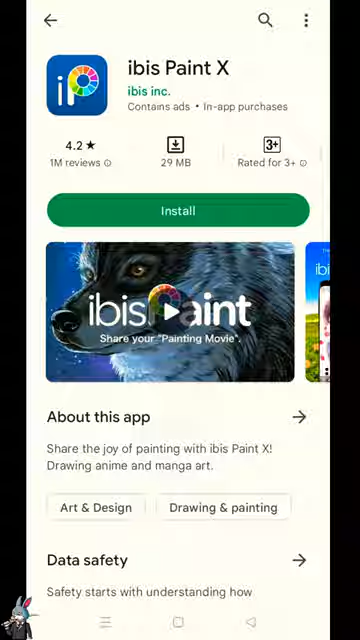 ibis Paint X
iP
ibis inc.
Contains ads • In-app purchases
4.2 ★
1M reviews
29 MB
3+
Rated for 3+
Install
ibis Paint
Share your "Painting Movie".
ibi
About this app
Share the joy of painting with ibis Paint X!
Drawing anime and manga art.
Art & Design
Drawing & painting
Data safety
Safety starts with understanding how